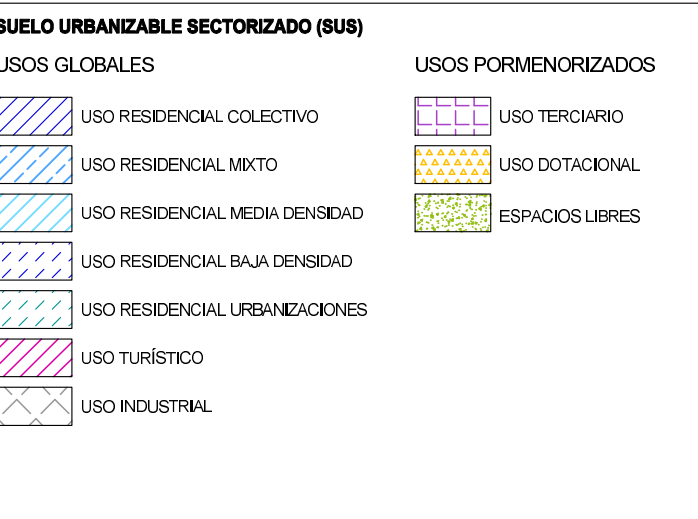 SUELO URBANIZABLE SECTORIZADO (SUS)
USOS GLOBALES
USO RESIDENCIAL COLECTIVO
USO RESIDENCIAL MIXTO
USO RESIDENCIAL MEDIA DENSIDAD
USO RESIDENCIAL BAJA DENSIDAD
USO RESIDENCIAL URBANIZACIONES
USO TURÍSTICO
USO INDUSTRIAL
USOS PORMENORIZADOS
USO TERCIARIO
USO DOTACIONAL
ESPACIOS LIBRES